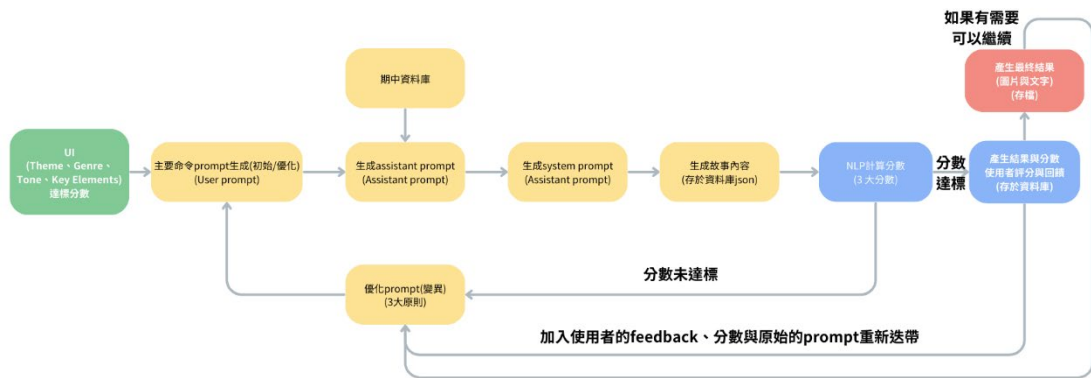 如果有需要
可以繼續
期中資料庫
產生最終結果
(圖片與文字)
(存檔)
UI
(Theme、Genre、
Tone、Key Elements)
達標分數
主要命令prompt生成(初始/優化)
(User prompt)
生成assistant prompt
(Assistant prompt)
生成system prompt
(Assistant prompt)
生成故事內容
(存於資料庫json)
NLP計算分數
(3 大分數)
分數
達標
產生結果與分數
使用者評分與回饋
(存於資料庫)
分數未達標
優化prompt(變異)
(3大原則)
加入使用者的feedback、分數與原始的prompt重新迭帶